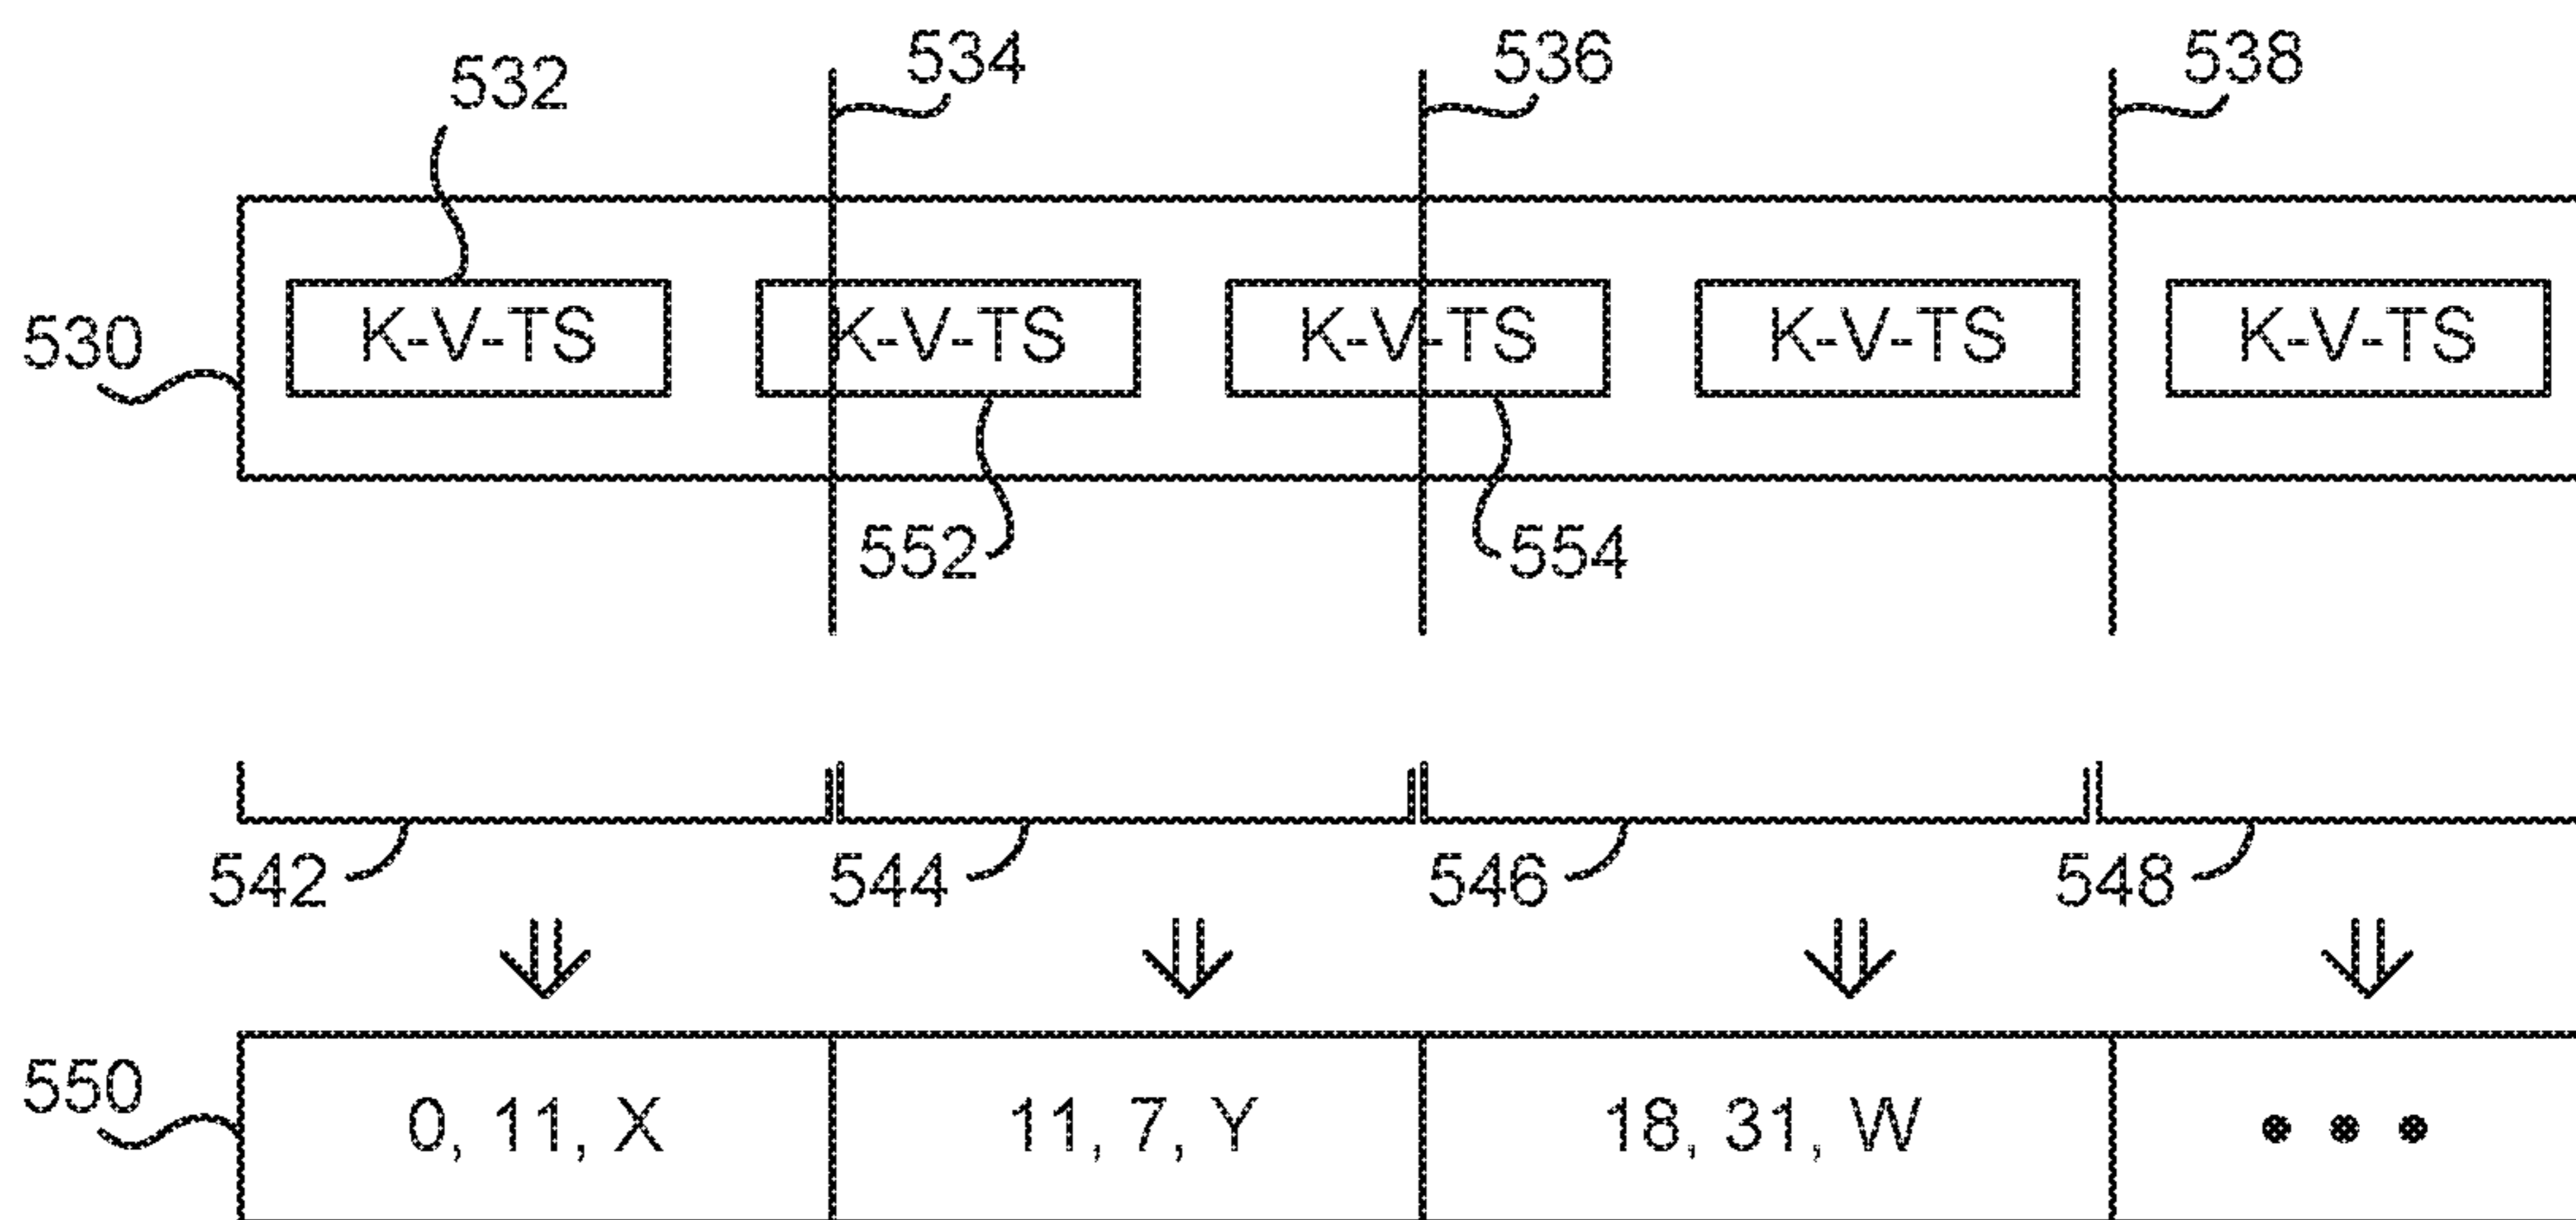 534 536 538
532
K-V-TS K-V-TS K-V-TS K-V-TS K-V-TS
530
552 554
542 544 546 548
550
0, 11, X 11, 7, Y 18, 31, W